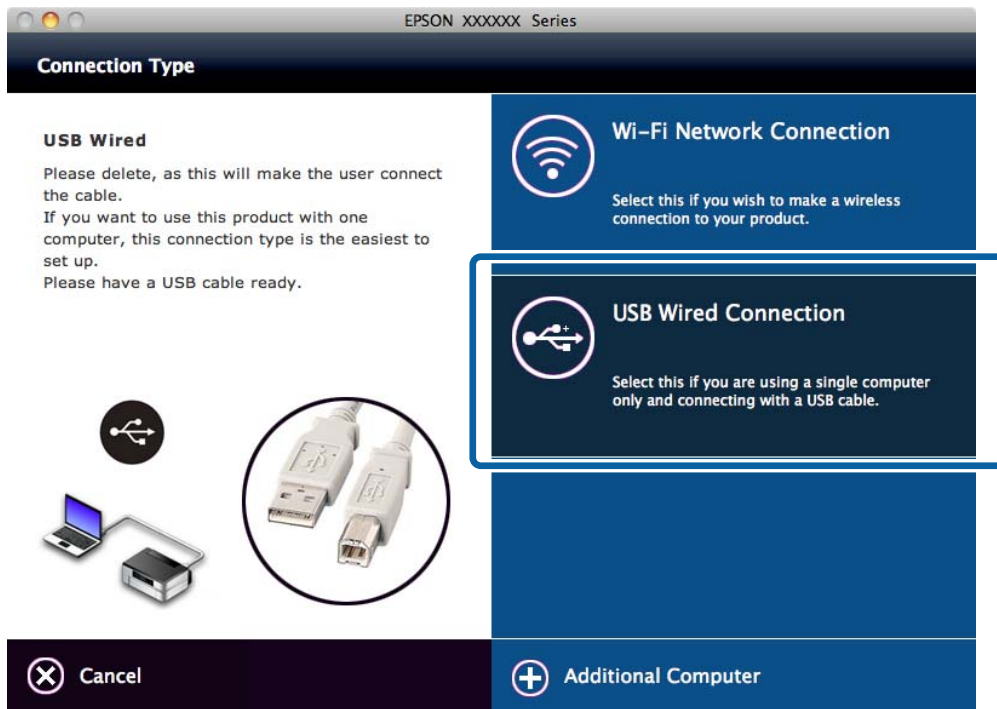 EPSON XXXXXX Series
Connection Type
USB Wired
Please delete, as this will make the user connect
the cable.
If you want to use this product with one
computer, this connection type is the easiest to
set up.
Please have a USB cable ready.
Wi-Fi Network Connection
Select this if you wish to make a wireless
connection to your product.
USB Wired Connection
Select this if you are using a single computer
only and connecting with a USB cable.
Cancel
Additional Computer